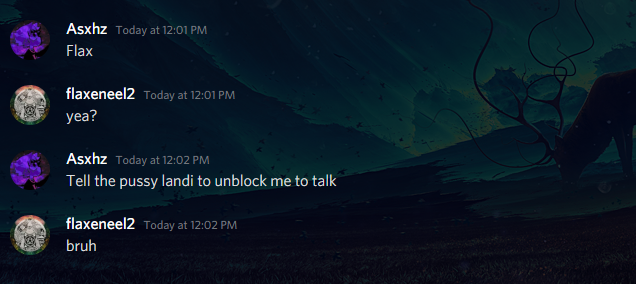 Asxhz Today at 12:01 PM
Flax
flaxeneel2 Today at 12:01 PM
yea?
Asxhz Today at 12:02 PM
Tell the pussy landi to unblock me to talk
flaxeneel2 Today at 12:02 PM
bruh